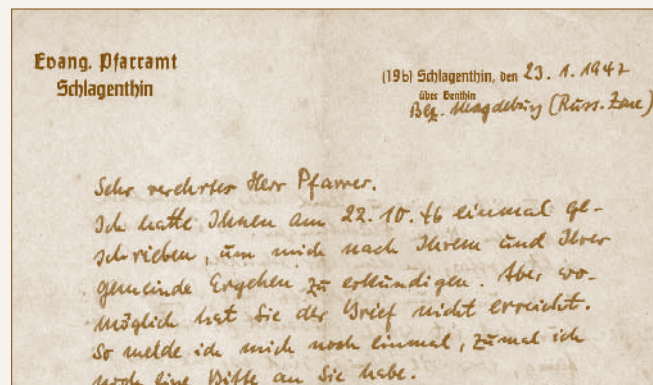 Evang. Pfarramt
Schlagenthin
(19b) Schlagenthin, den 23. 1. 1947
über Genthin
Bez. Magdeburg (Russ. Zone)
Sehr verehrter Herr Pfarrer.
Ich hatte Ihnen am 22.10.46 einmal ge-
schrieben, um mich nach Ihrem und Ihrer
Gemeinde Ergehen zu erkundigen. Aber wo-
möglich hat Sie der Brief nicht erreicht.
So melde ich mich noch einmal, zumal ich
noch eine Bitte an Sie habe.